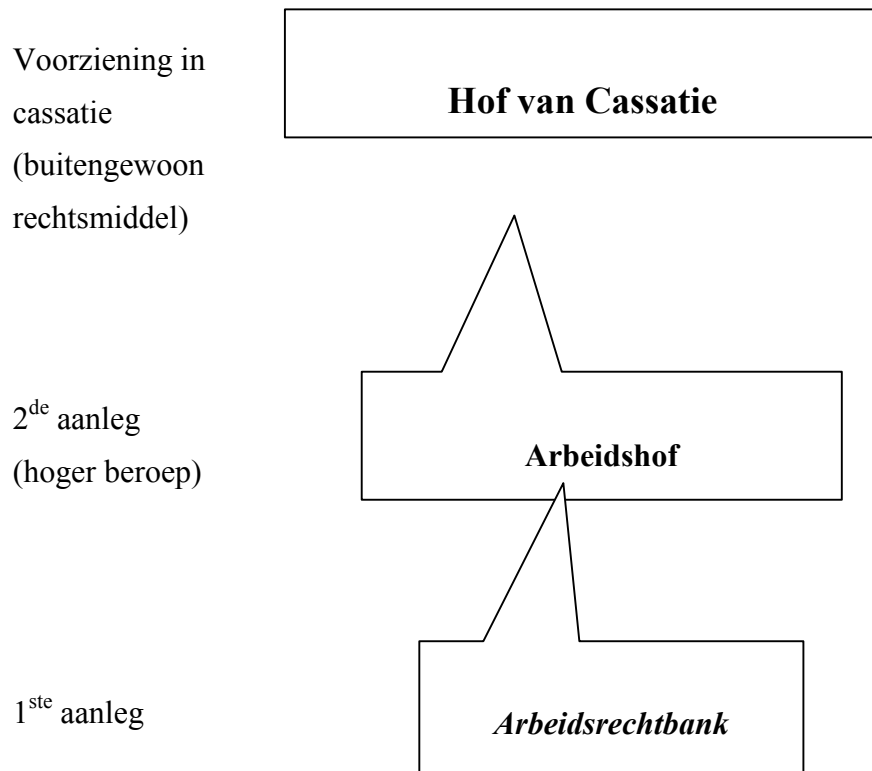 Voorziening in
cassatie
(buitengewoon
rechtsmiddel)
Hof van Cassatie
2de aanleg
(hoger beroep)
Arbeidshof
1ste aanleg
Arbeidsrechtbank